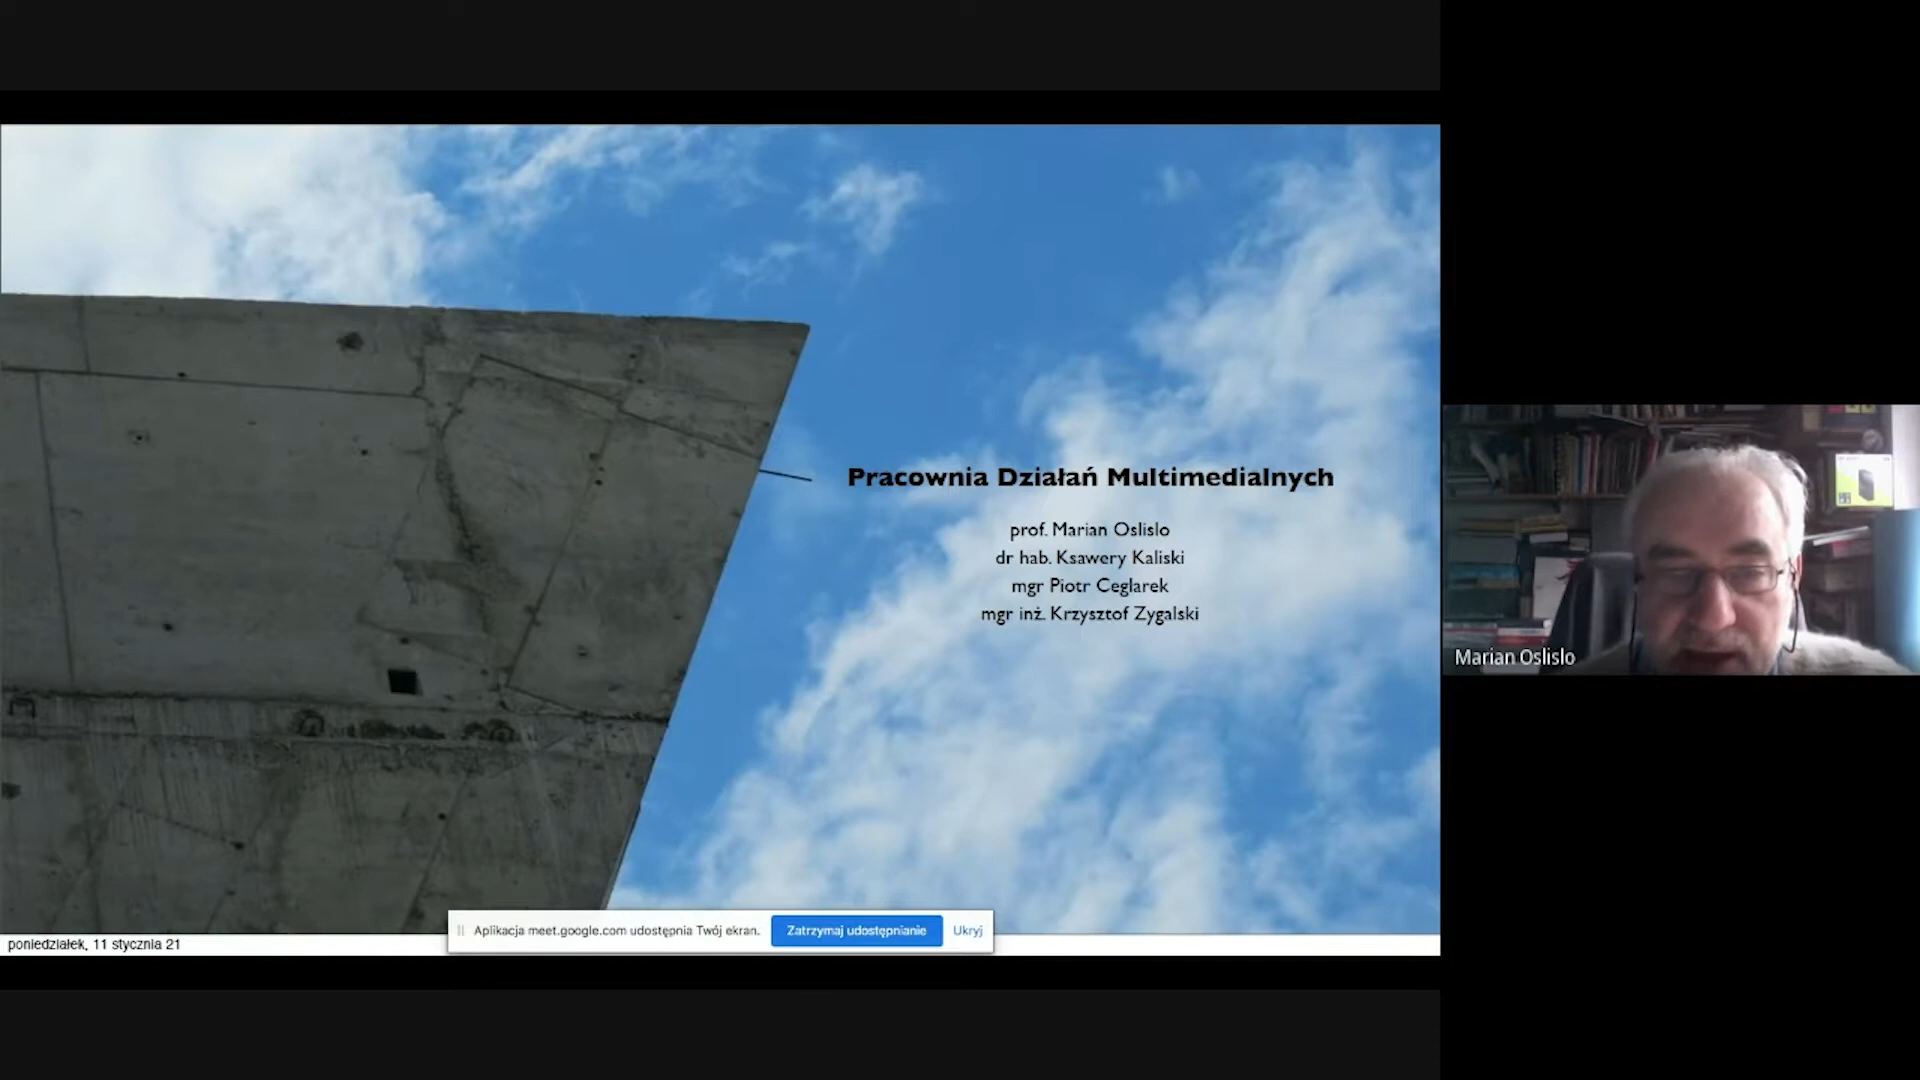 Pracownia Działań Multimedialnych
prof. Marian Oslislo
dr hab. Ksawery Kaliski
mgr Piotr Ceglarek
mgr inż. Krzysztof Zygalski
Marian Oslislo
Aplikacja meet.google.com udostępnia Twój ekran.
Zatrzymaj udostępnianie
Ukryj
poniedziałek, 11 stycznia 21